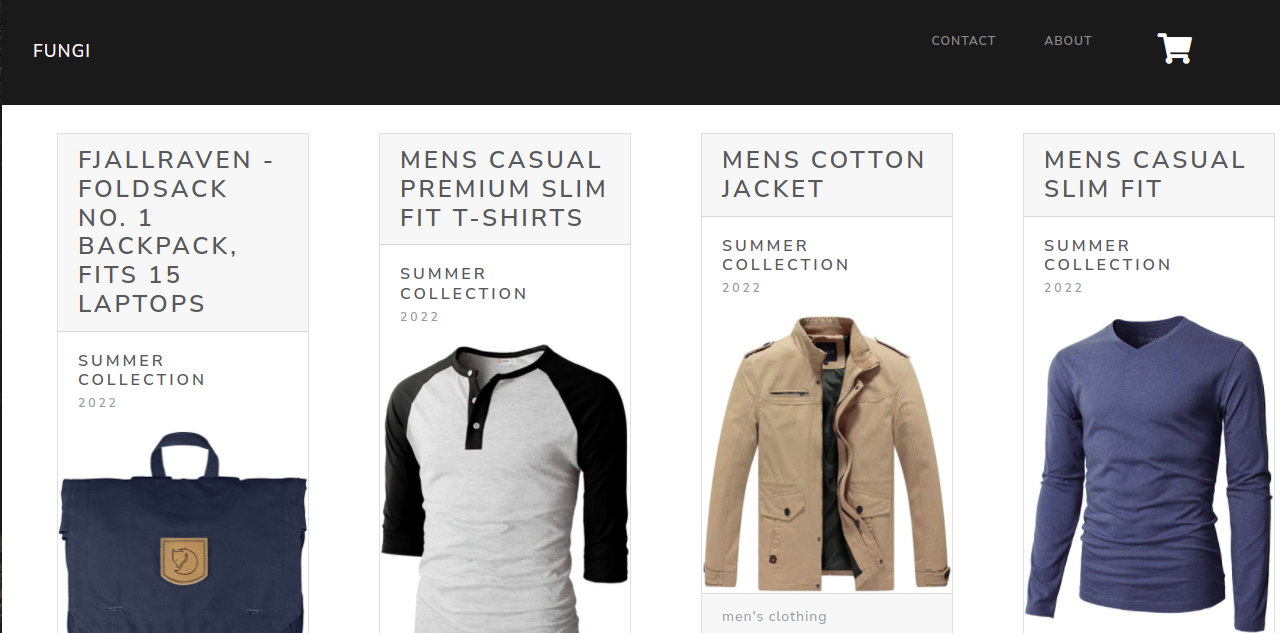 FUNGI
CONTACT
ABOUT
FJALLRAVEN -
FOLDSACK
NO. 1
BACKPACK,
FITS 15
LAPTOPS
SUMMER
COLLECTION
2022
MENS CASUAL
PREMIUM SLIM
FIT T-SHIRTS
SUMMER
COLLECTION
2022
MENS COTTON
JACKET
SUMMER
COLLECTION
2022
men's clothing
MENS CASUAL
SLIM FIT
SUMMER
COLLECTION
2022